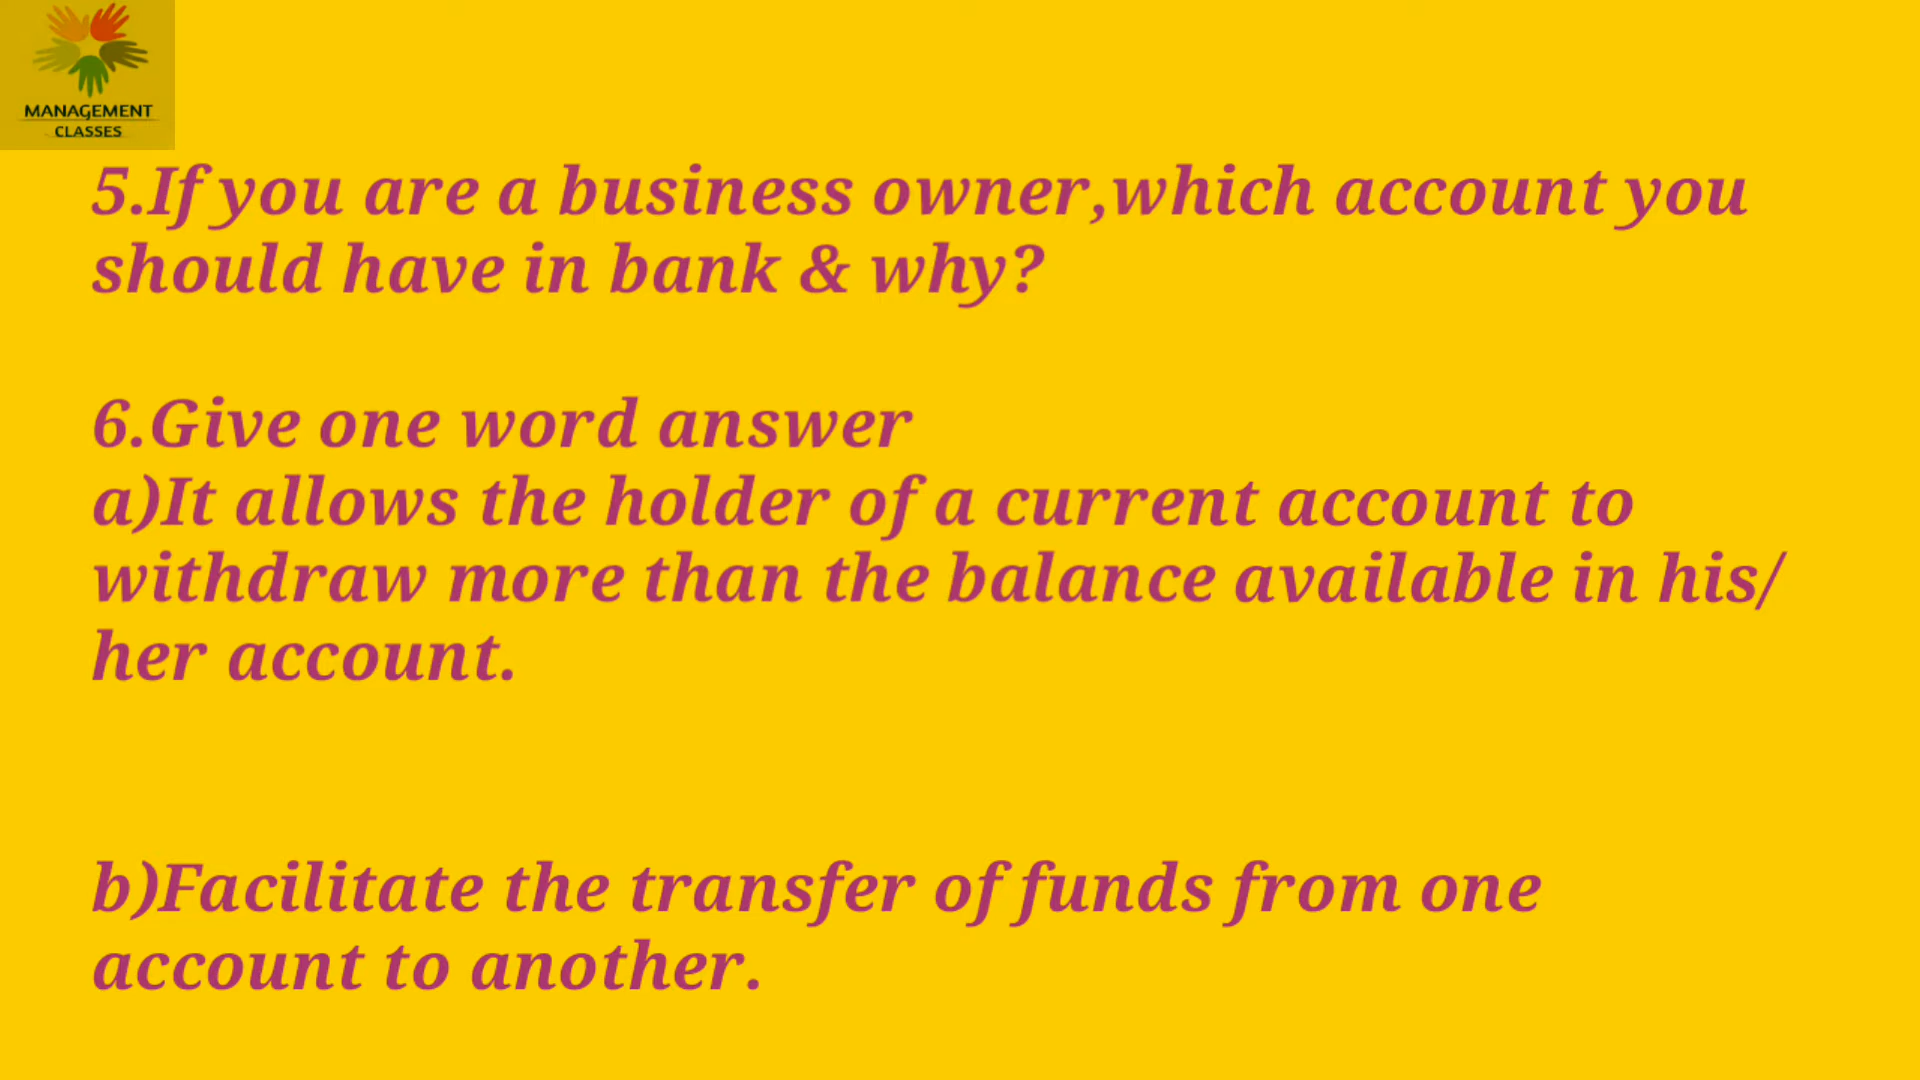 MANAGEMENT
CLASSES
5.If you are a business owner,which account you
should have in bank & why?
6.Give one word answer
a)It allows the holder of a current account to
withdraw more than the balance available in his/
her account.
b)Facilitate the transfer of funds from one
account to another.